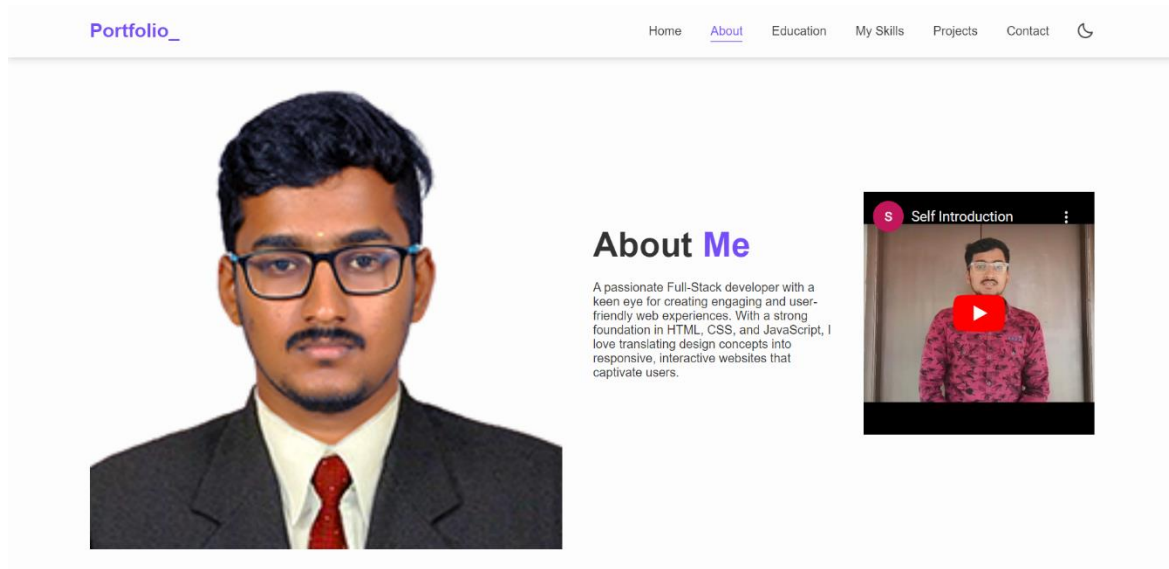 Portfolio_
Home About Education My Skills Projects Contact
About Me
A passionate Full-Stack developer with a
keen eye for creating engaging and user-
friendly web experiences. With a strong
foundation in HTML, CSS, and JavaScript, I
love translating design concepts into
responsive, interactive websites that
captivate users.
S Self Introduction